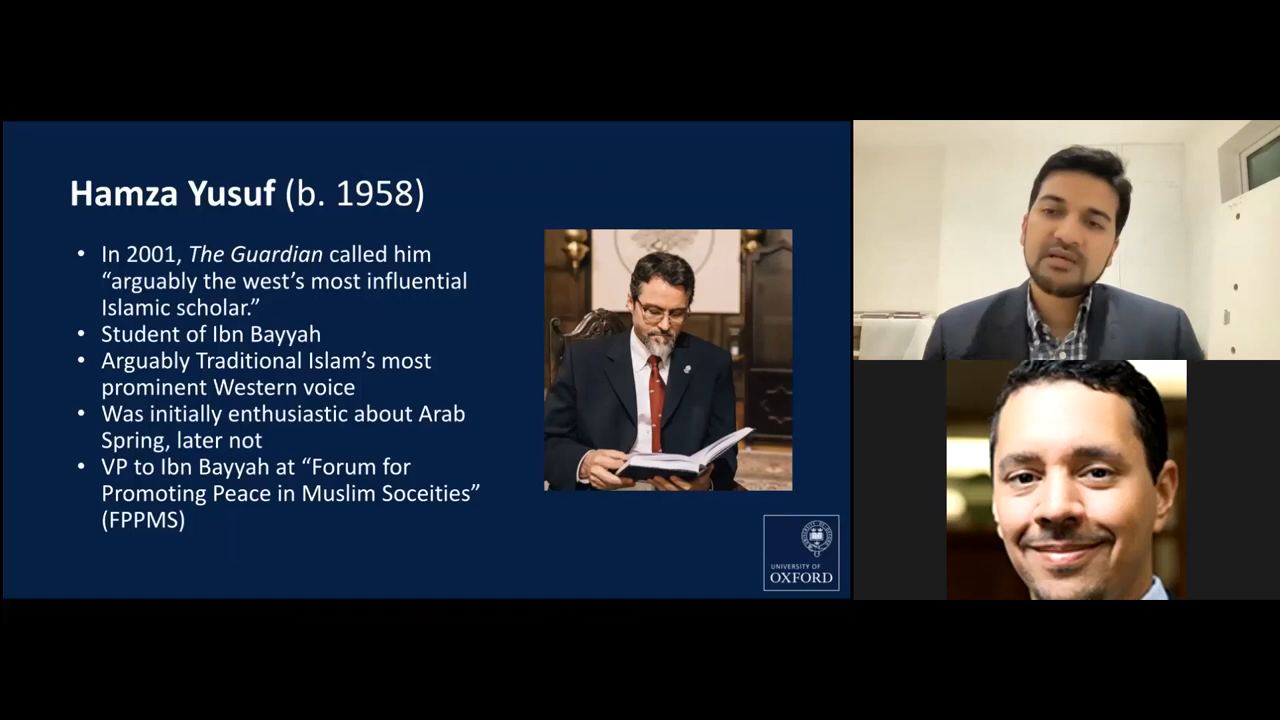 Hamza Yusuf (b. 1958)
• In 2001, The Guardian called him
“arguably the west’s most influential
Islamic scholar.”
• Student of Ibn Bayyah
• Arguably Traditional Islam’s most
prominent Western voice
• Was initially enthusiastic about Arab
Spring, later not
• VP to Ibn Bayyah at “Forum for
Promoting Peace in Muslim Soceities”
(FPPMS)
UNIVERSITY OF
OXFORD